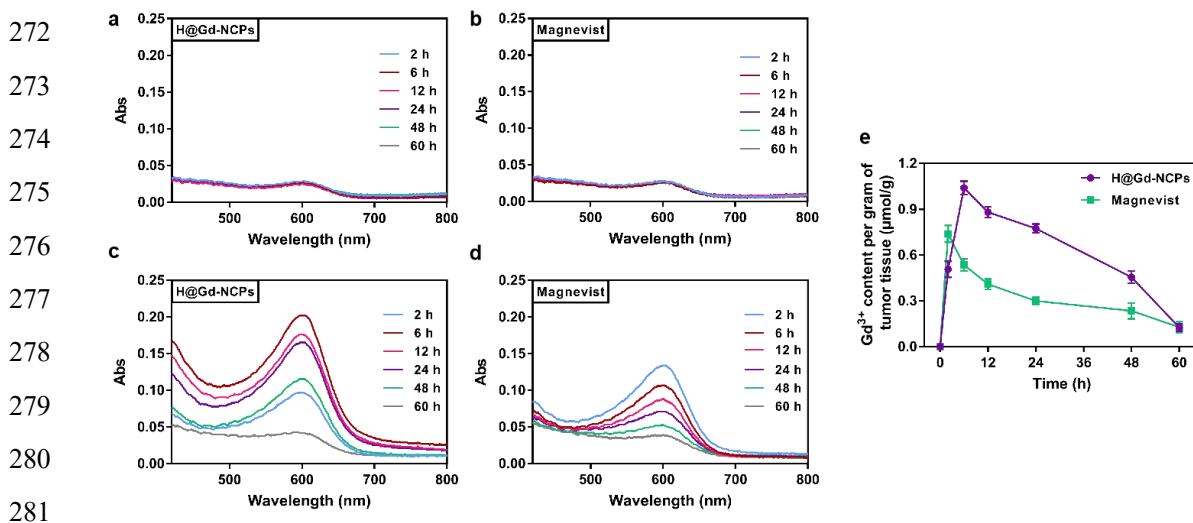 272
273
274
275
276
277
278
279
280
281
a
H@Gd-NCPs
0.25
0.20
0.15
0.10
0.05
0.00
Abs
2 h
6 h
12 h
24 h
48 h
60 h
500
600
700
800
Wavelength (nm)
b
Magnevist
0.25
0.20
0.15
0.10
0.05
0.00
Abs
2 h
6 h
12 h
24 h
48 h
60 h
500
600
700
800
Wavelength (nm)
c
H@Gd-NCPs
0.25
0.20
0.15
0.10
0.05
0.00
Abs
2 h
6 h
12 h
24 h
48 h
60 h
500
600
700
800
Wavelength (nm)
d
Magnevist
0.25
0.20
0.15
0.10
0.05
0.00
Abs
2 h
6 h
12 h
24 h
48 h
60 h
500
600
700
800
Wavelength (nm)
e
Gd³⁺ content per gram of
tumor tissue (μmol/g)
1.2
0.9
0.6
0.3
0.0
H@Gd-NCPs
Magnevist
0
12
24
36
48
60
Time (h)